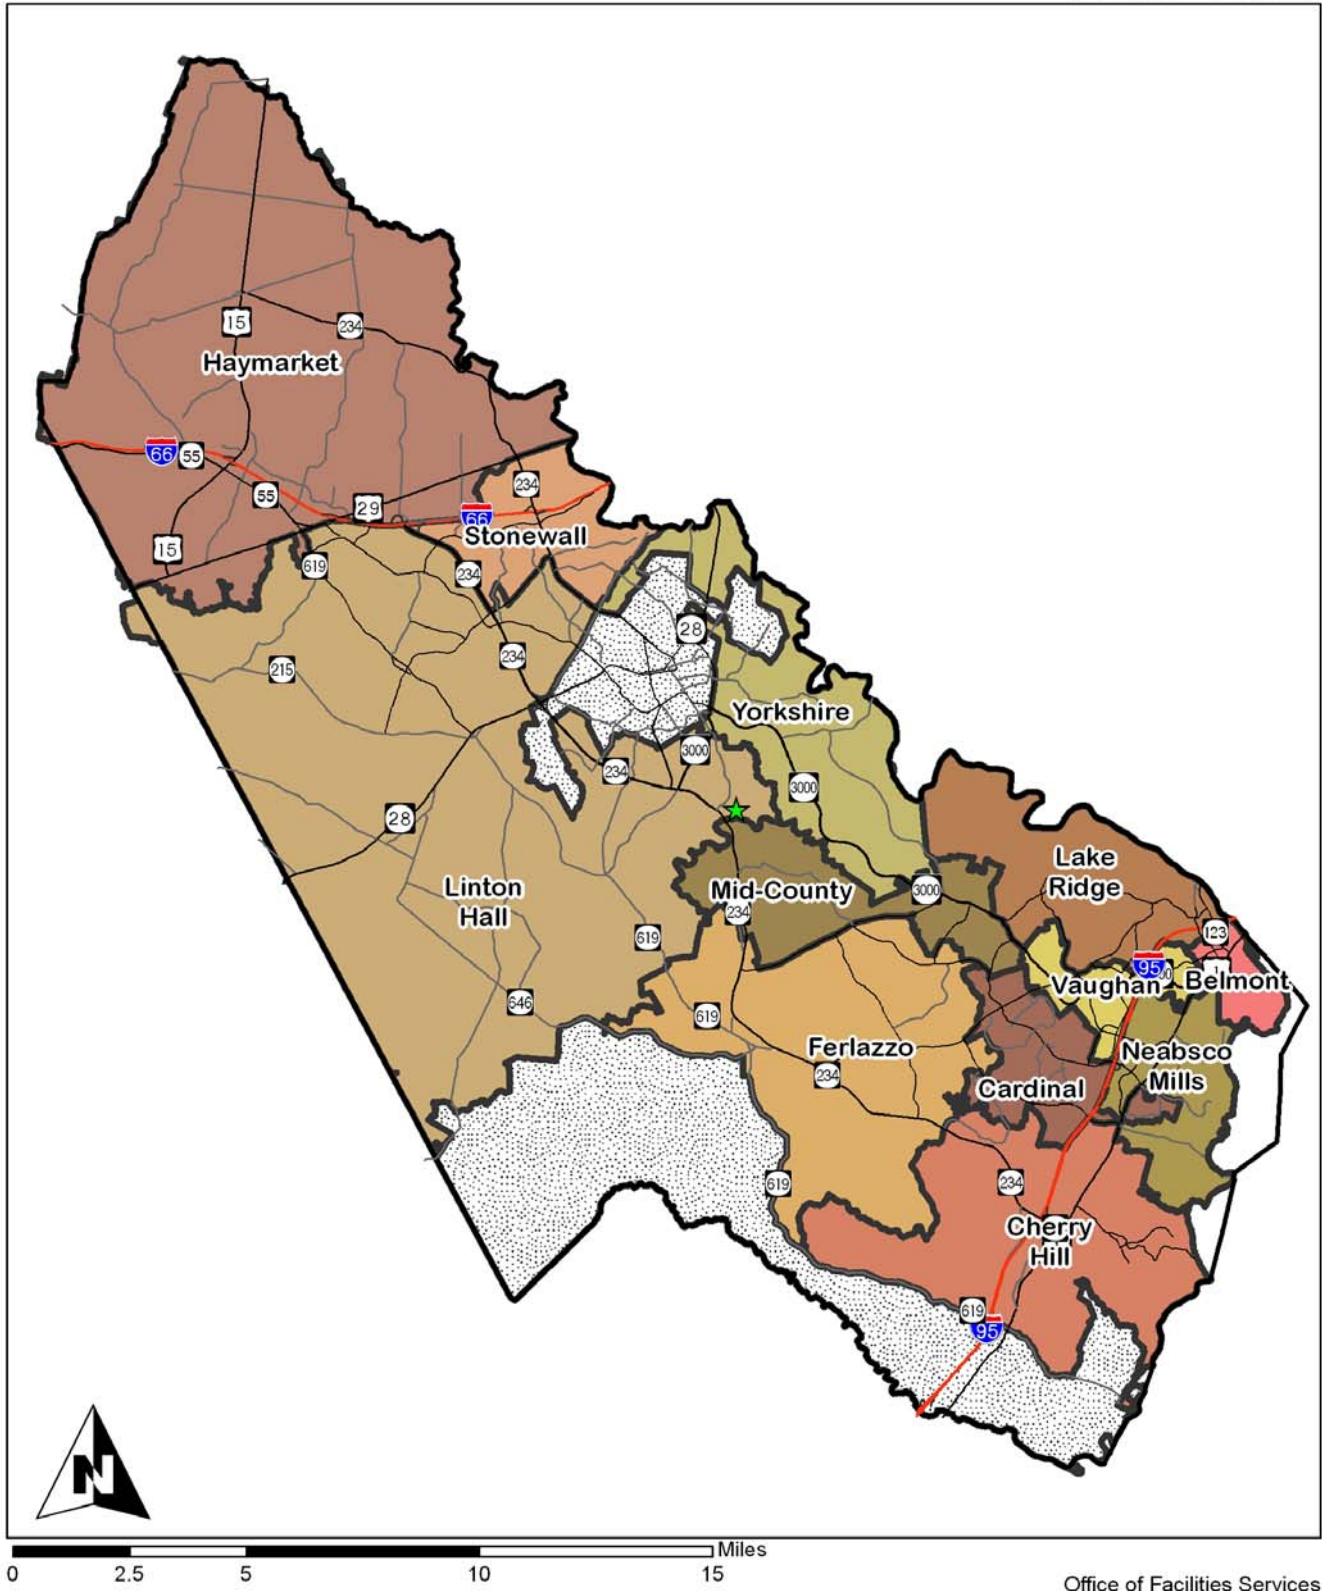 15
234
Haymarket
66
55
55
29
234
66
Stonewall
15
619
234
28
234
215
Yorkshire
3000
234
3000
28
Lake
Ridge
Linton
Hall
Mid-County
3000
234
619
123
95
Vaughan
1
Belmont
646
619
Ferlazzo
Neabsco
Mills
234
Cardinal
619
234
Cherry
Hill
619
95
N
Miles
0 2.5 5 10 15
Office of Facilities Services